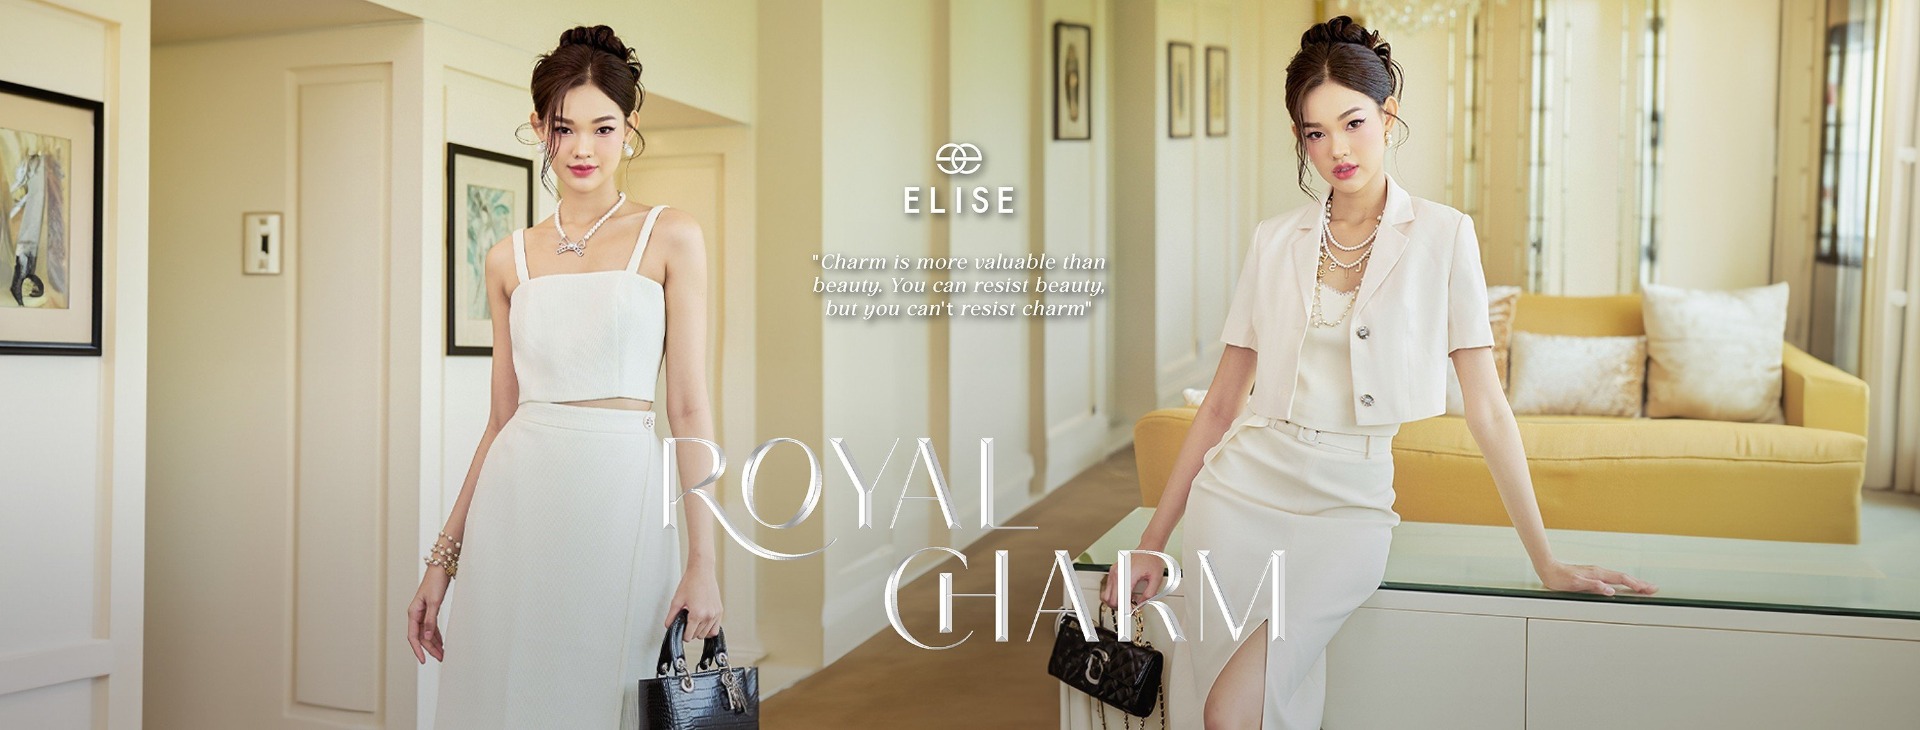 ELISE
"Charm is more valuable than
beauty. You can resist beauty,
but you can't resist charm"
ROYAL
CHARM